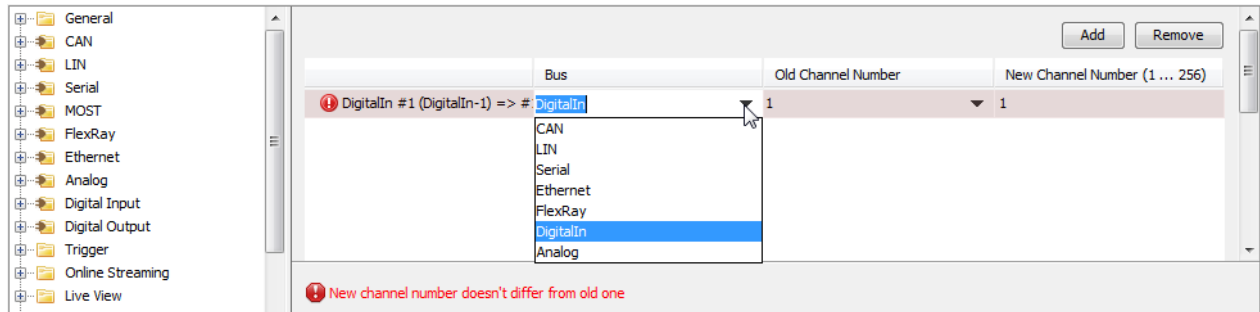 General
CAN
LIN
Serial
MOST
FlexRay
Ethernet
Analog
Digital Input
Digital Output
Trigger
Online Streaming
Live View
Add Remove
Bus Old Channel Number New Channel Number (1 ... 256)
DigitalIn #1 (DigitalIn-1) => # DigitalIn 1 1
CAN
LIN
Serial
Ethernet
FlexRay
DigitalIn
Analog
New channel number doesn't differ from old one